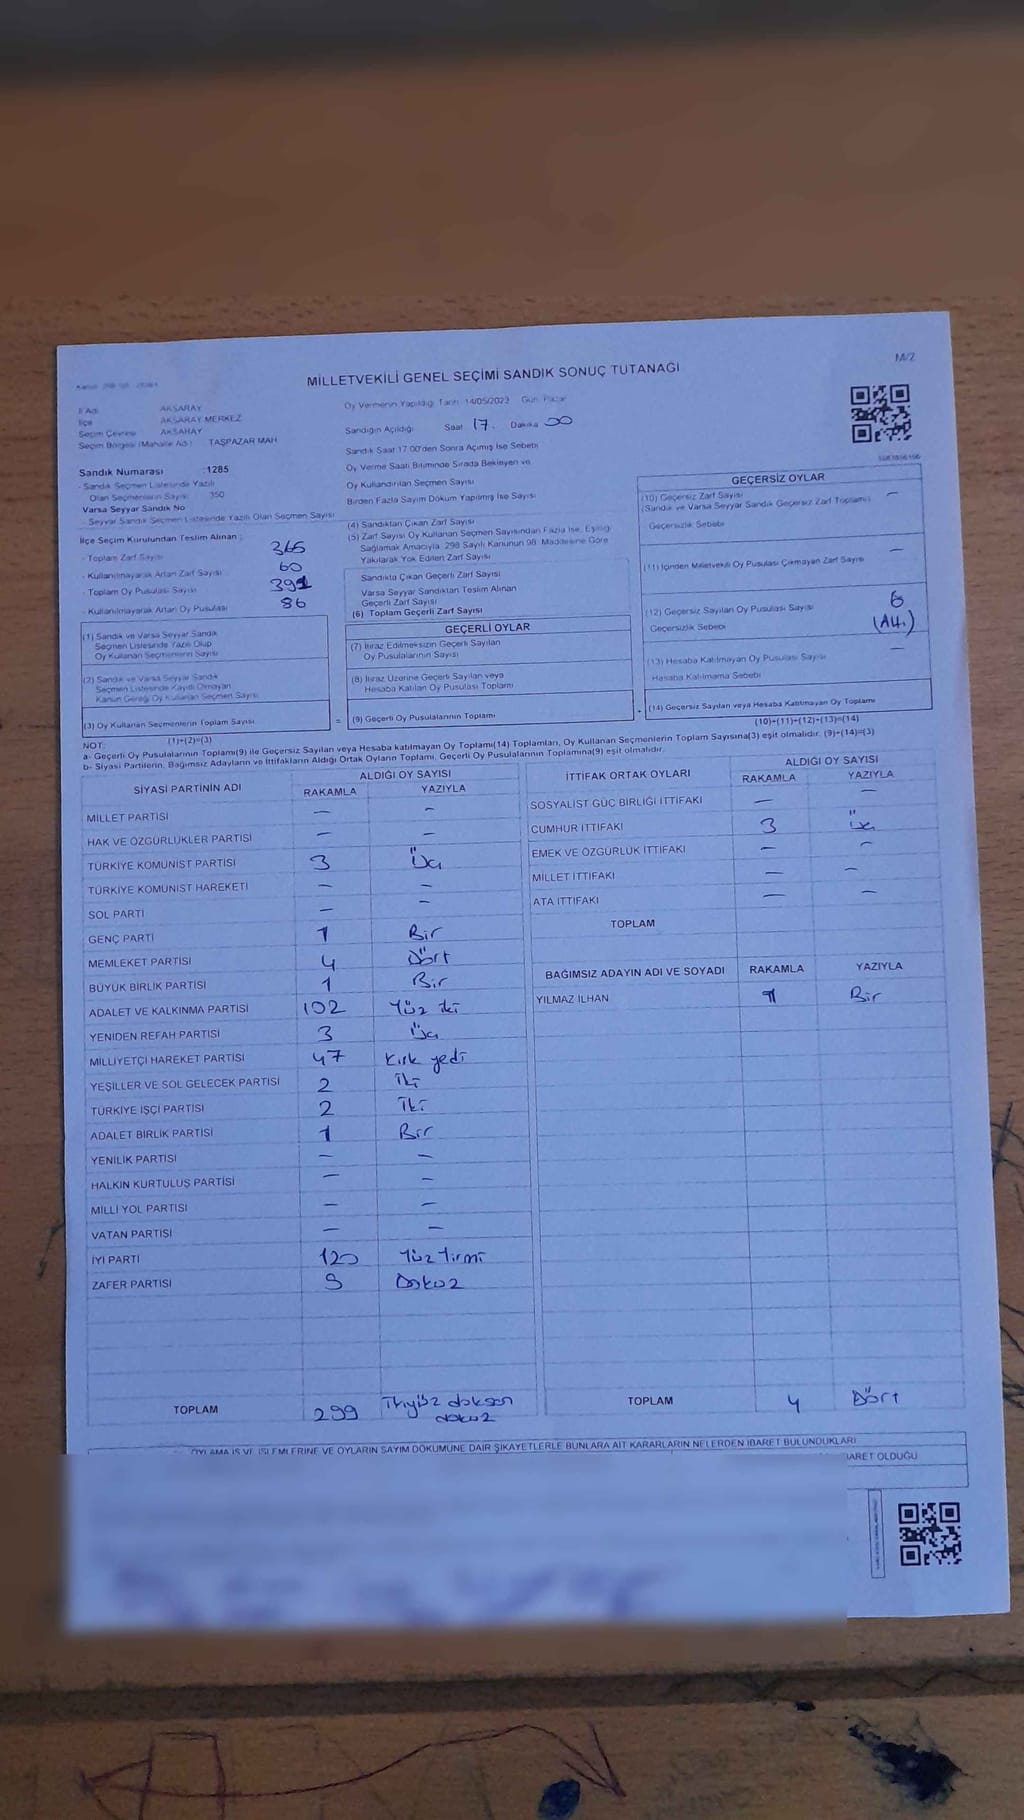 M/2
MİLLETVEKİLİ GENEL SEÇİMİ SANDIK SONUÇ TUTANAĞI
İl Adı AKSARAY
İlçe AKSARAY MERKEZ
Seçim Çevresi AKSARAY
Seçim Bölgesi (Mahalle Adı) TAŞPAZAR MAH.
Sandık Numarası :1285
- Sandık Seçmen Listesinde Yazılı
Olan Seçmenlerin Sayısı 350
Varsa Seyyar Sandık No
- Seyyar Sandık Seçmen Listesinde Yazılı Olan Seçmen Sayısı
İlçe Seçim Kurulundan Teslim Alınan :
- Toplam Zarf Sayısı 365
- Kullanılmayarak Artan Zarf Sayısı 60
- Toplam Oy Pusulası Sayısı 391
- Kullanılmayarak Artan Oy Pusulası 86
Oy Vermenin Yapıldığı Tarih 14/05/2023 Gün: Pazar
Sandığın Açıldığı Saat 17. Dakika 00
Sandık Saat 17:00'den Sonra Açılmış İse Sebebi
Oy Verme Saati Bitiminde Sırada Bekleyen ve
Oy Kullandırılan Seçmen Sayısı
Birden Fazla Sayım Döküm Yapılmış İse Sayısı
(4) Sandıktan Çıkan Zarf Sayısı
(5) Zarf Sayısı Oy Kullanan Seçmen Sayısından Fazla İse, Eşitliği
Sağlamak Amacıyla, 298 Sayılı Kanunun 98. Maddesine Göre
Yakılarak Yok Edilen Zarf Sayısı
Sandıkta Çıkan Geçerli Zarf Sayısı
Varsa Seyyar Sandıktan Teslim Alınan
Geçerli Zarf Sayısı
(6) Toplam Geçerli Zarf Sayısı
GEÇERSİZ OYLAR
(10) Geçersiz Zarf Sayısı —
(Sandık ve Varsa Seyyar Sandık Geçersiz Zarf Toplamı)
Geçersizlik Sebebi
(11) İçinden Milletvekili Oy Pusulası Çıkmayan Zarf Sayısı —
(12) Geçersiz Sayılan Oy Pusulası Sayısı 6
Geçersizlik Sebebi (Altı)
(13) Hesaba Katılmayan Oy Pusulası Sayısı —
Hesaba Katılmama Sebebi
(1) Sandık ve Varsa Seyyar Sandık
Seçmen Listesinde Yazılı Olup
Oy Kullanan Seçmenlerin Sayısı
(2) Sandık ve Varsa Seyyar Sandık
Seçmen Listesinde Kayıtlı Olmayan
Kanun Gereği Oy Kullanan Seçmen Sayısı
(3) Oy Kullanan Seçmenlerin Toplam Sayısı
(1)+(2)=(3)
=
GEÇERLİ OYLAR
(7) İtiraz Edilmeksizin Geçerli Sayılan
Oy Pusulalarının Sayısı
(8) İtiraz Üzerine Geçerli Sayılan veya
Hesaba Katılan Oy Pusulası Toplamı
(9) Geçerli Oy Pusulalarının Toplamı
+
(14) Geçersiz Sayılan veya Hesaba Katılmayan Oy Toplamı
(10)+(11)+(12)+(13)=(14)
NOT:
a- Geçerli Oy Pusulalarının Toplamı(9) ile Geçersiz Sayılan veya Hesaba katılmayan Oy Toplamı(14) Toplamları, Oy Kullanan Seçmenlerin Toplam Sayısına(3) eşit olmalıdır. (9)+(14)=(3)
b- Siyasi Partilerin, Bağımsız Adayların ve İttifakların Aldığı Ortak Oyların Toplamı, Geçerli Oy Pusulalarının Toplamına(9) eşit olmalıdır.
SİYASİ PARTİNİN ADI ALDIĞI OY SAYISI
RAKAMLA YAZIYLA
MİLLET PARTİSİ — —
HAK VE ÖZGÜRLÜKLER PARTİSİ — —
TÜRKİYE KOMÜNİST PARTİSİ 3 Üç
TÜRKİYE KOMÜNİST HAREKETİ — —
SOL PARTİ — —
GENÇ PARTİ 1 Bir
MEMLEKET PARTİSİ 4 Dört
BÜYÜK BİRLİK PARTİSİ 1 Bir
ADALET VE KALKINMA PARTİSİ 102 Yüz iki
YENİDEN REFAH PARTİSİ 3 Üç
MİLLİYETÇİ HAREKET PARTİSİ 47 Kırk yedi
YEŞİLLER VE SOL GELECEK PARTİSİ 2 İki
TÜRKİYE İŞÇİ PARTİSİ 2 İki
ADALET BİRLİK PARTİSİ 1 Bir
YENİLİK PARTİSİ — —
HALKIN KURTULUŞ PARTİSİ — —
MİLLİ YOL PARTİSİ — —
VATAN PARTİSİ — —
İYİ PARTİ 120 Yüz Yirmi
ZAFER PARTİSİ 9 Dokuz
TOPLAM 299 İkiyüz doksan
dokuz
İTTİFAK ORTAK OYLARI ALDIĞI OY SAYISI
RAKAMLA YAZIYLA
SOSYALİST GÜÇ BİRLİĞİ İTTİFAKI — —
CUMHUR İTTİFAKI 3 Üç
EMEK VE ÖZGÜRLÜK İTTİFAKI — —
MİLLET İTTİFAKI — —
ATA İTTİFAKI — —
TOPLAM
BAĞIMSIZ ADAYIN ADI VE SOYADI RAKAMLA YAZIYLA
YILMAZ İLHAN 1 Bir
TOPLAM 4 Dört
OYLAMA İŞ VE İŞLEMLERİNE VE OYLARIN SAYIM DÖKÜMÜNE DAİR ŞİKAYETLERLE BUNLARA AİT KARARLARIN NELERDEN İBARET BULUNDUKLARI
İBARET OLDUĞU